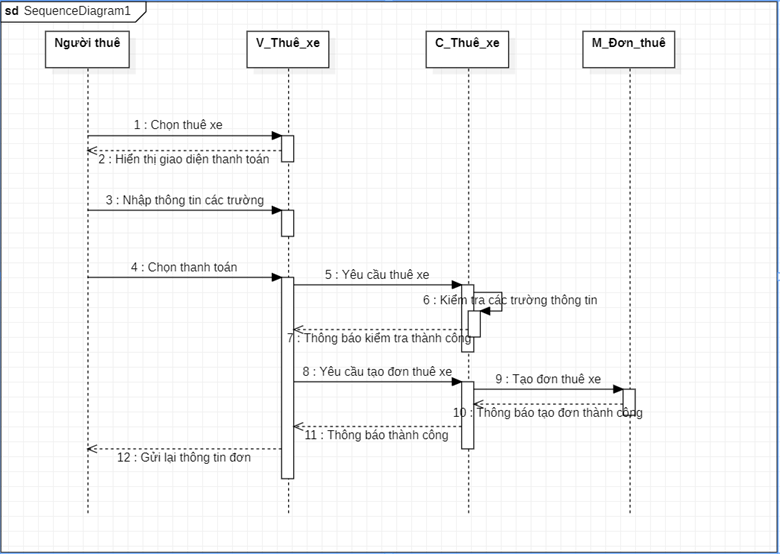 sd SequenceDiagram1
Người thuê
V_Thuê_xe
C_Thuê_xe
M_Đơn_thuê
1 : Chọn thuê xe
2 : Hiển thị giao diện thanh toán
3 : Nhập thông tin các trường
4 : Chọn thanh toán
5 : Yêu cầu thuê xe
6 : Kiểm tra các trường thông tin
7 : Thông báo kiểm tra thành công
8 : Yêu cầu tạo đơn thuê xe
9 : Tạo đơn thuê xe
10 : Thông báo tạo đơn thành công
11 : Thông báo thành công
12 : Gửi lại thông tin đơn